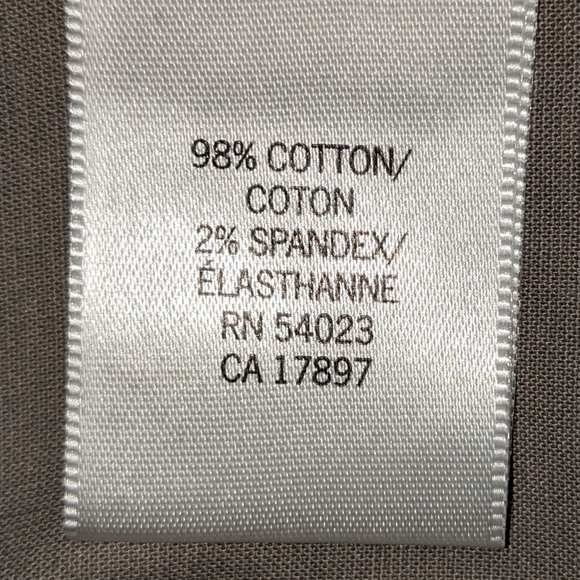 98% COTTON/
COTON
2% SPANDEX/
ÉLASTHANNE
RN 54023
CA 17897